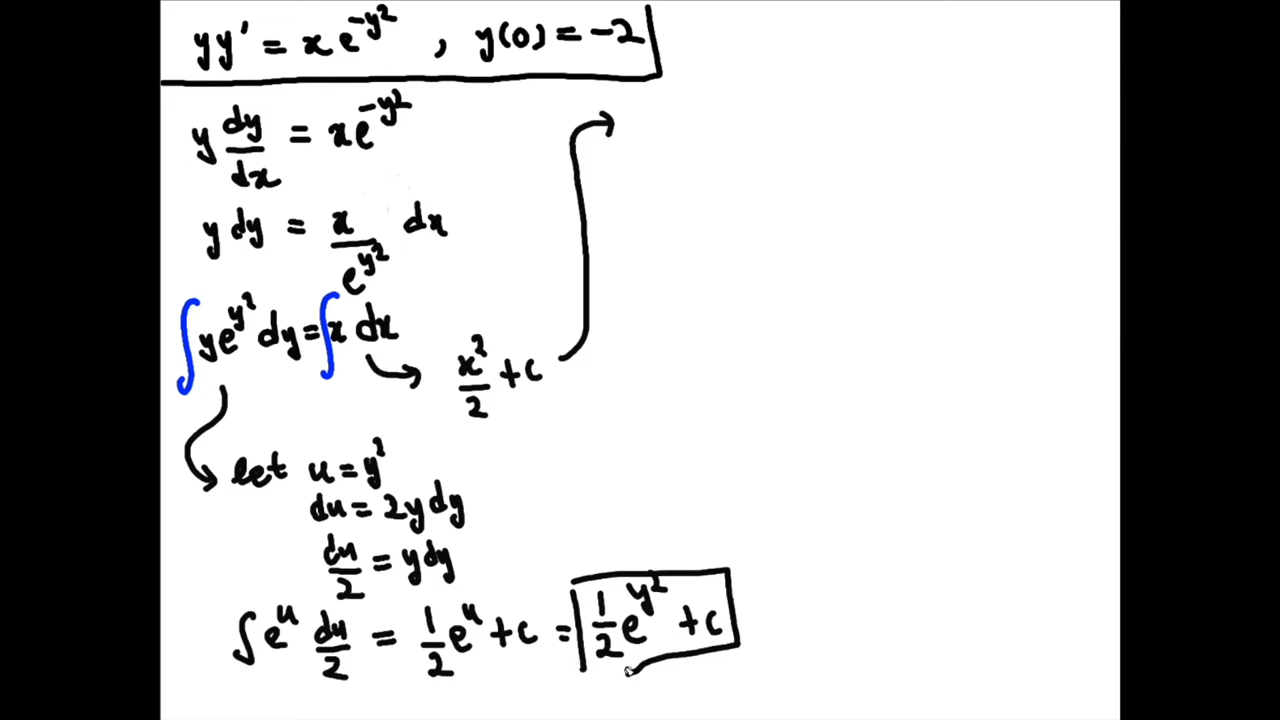 yy' = xe^{-y^2} , y(0) = -2
y dy/dx = xe^{-y^2}
y dy = x/e^{y^2} dx
∫ye^{y^2} dy = ∫x dx
x^2/2 + c
let u = y^2
du = 2y dy
du/2 = y dy
∫e^u du/2 = 1/2 e^u + c = 1/2 e^{y^2} + c